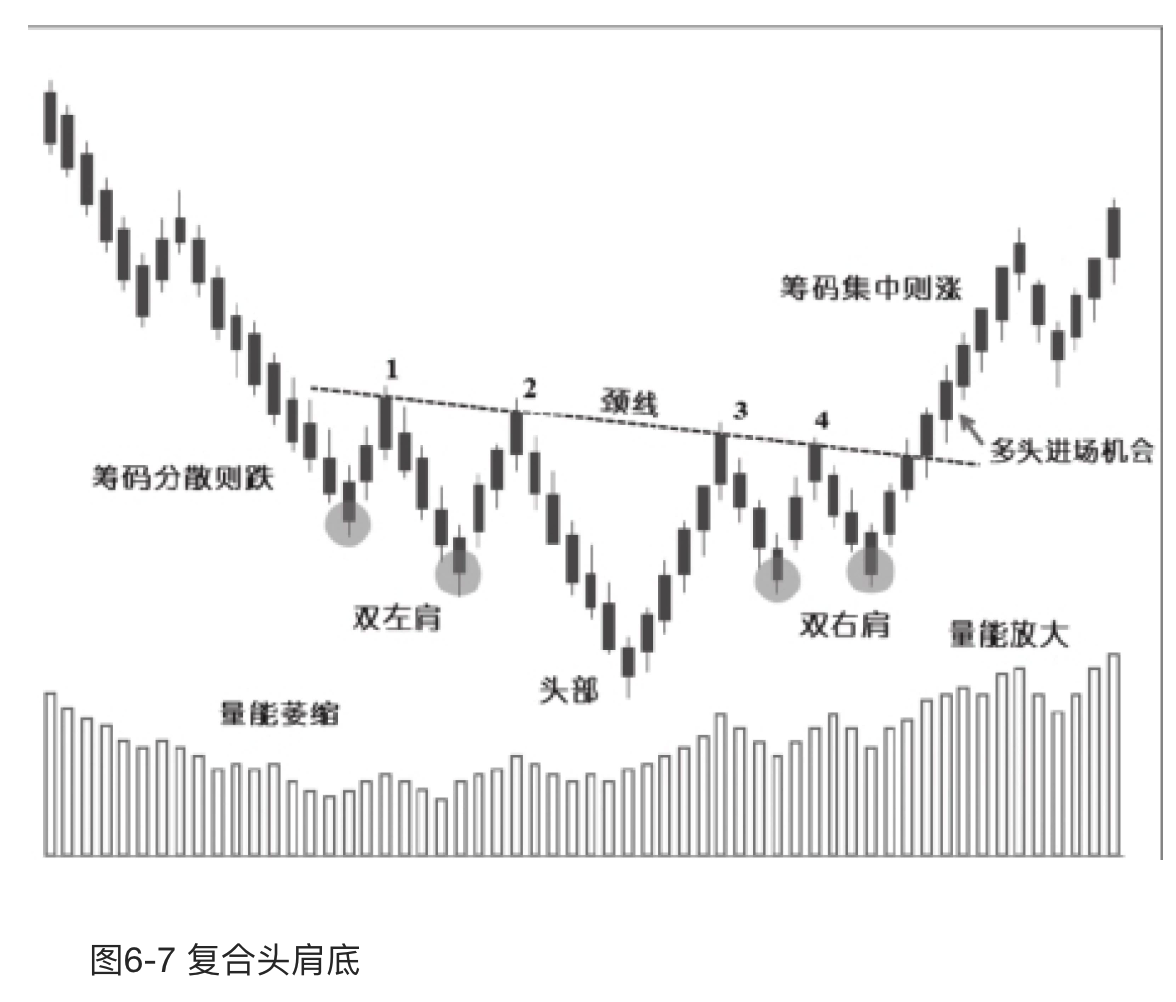 筹码集中则涨
1
2
颈线
3
4
多头进场机会
筹码分散则跌
双左肩
双右肩
量能放大
头部
量能萎缩
图6-7 复合头肩底